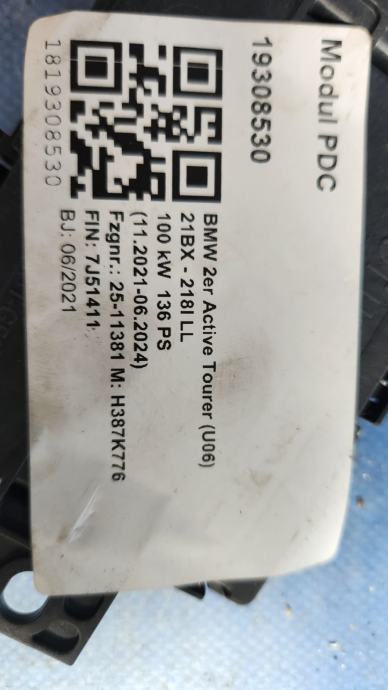 Modul PDC
19308530
BMW 2er Active Tourer (U06)
21BX - 218I LL
100 kW 136 PS
(11.2021-06.2024)
Fzgnr.: 25-11381 M: H387K776
FIN: 7J51411
BJ: 06/2021
1819308530